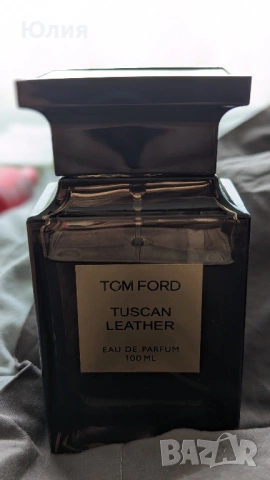 Юлия
TOM FORD
TUSCAN
LEATHER
EAU DE PARFUM
100 ML
BAZAR